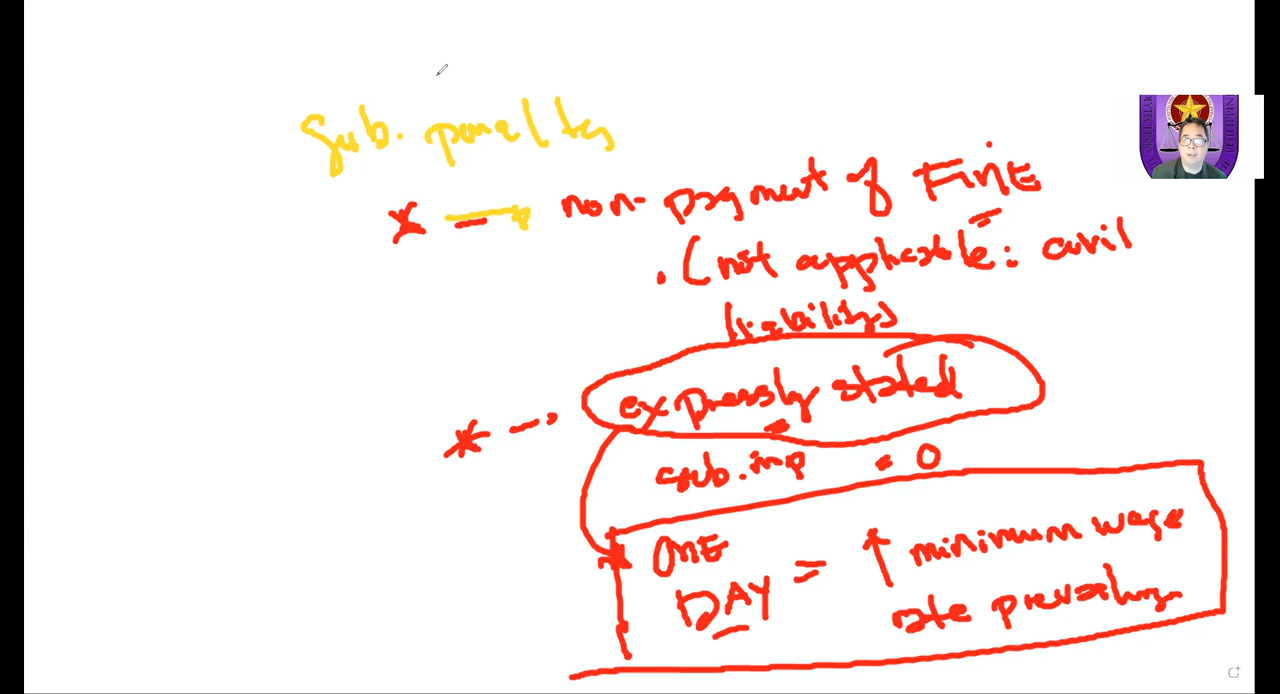 Sub. penalty
* → non-payment of FiNE
. (not applicable: civil
liability)
* → expressly stated
sub. imp = 0
ONE DAY = ↑ minimum wage
rate prevailing